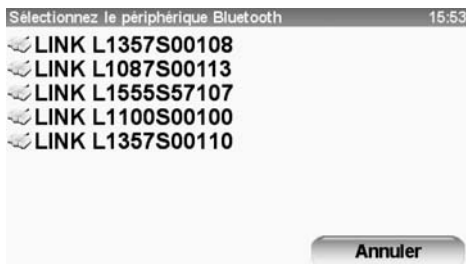 Sélectionnez le périphérique Bluetooth 15:53
LINK L1357S00108
LINK L1087S00113
LINK L1555S57107
LINK L1100S00100
LINK L1357S00110
Annuler